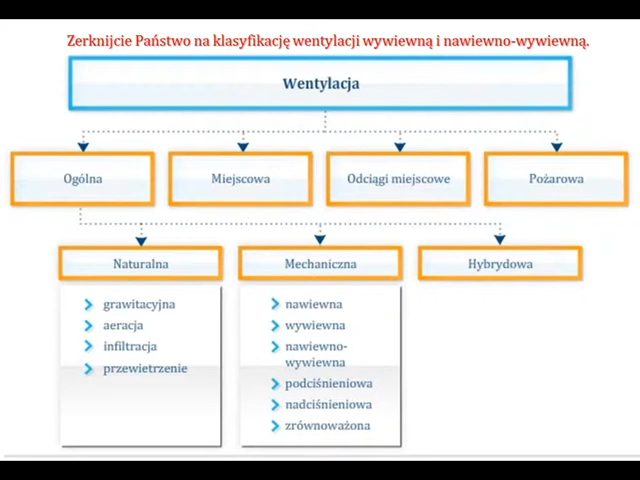 Zerknijcie Państwo na klasyfikację wentylacji wywiewną i nawiewno-wywiewną.
Wentylacja
Ogólna
Miejscowa
Odciągi miejscowe
Pożarowa
Naturalna
Mechaniczna
Hybrydowa
grawitacyjna
aeracja
infiltracja
przewietrzenie
nawiewna
wywiewna
nawiewno-
wywiewna
podciśnieniowa
nadciśnieniowa
zrównoważona